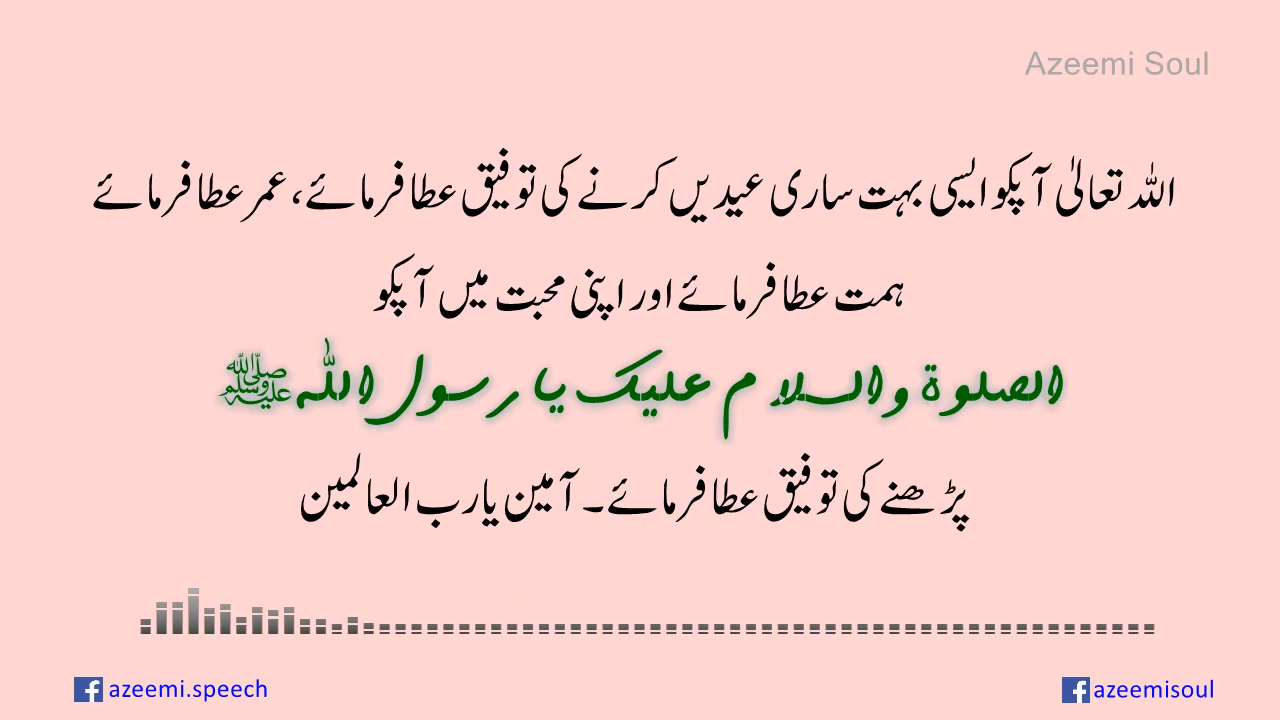 Azeemi Soul
اللہ تعالیٰ آپکو ایسی بہت ساری عیدیں کرنے کی توفیق عطا فرمائے، عمر عطا فرمائے
ہمت عطا فرمائے اور اپنی محبت میں آپکو
الصلوۃ والسلام علیک یا رسول اللہ ﷺ
پڑھنے کی توفیق عطا فرمائے۔ آمین یارب العالمین
azeemi.speech
azeemisoul